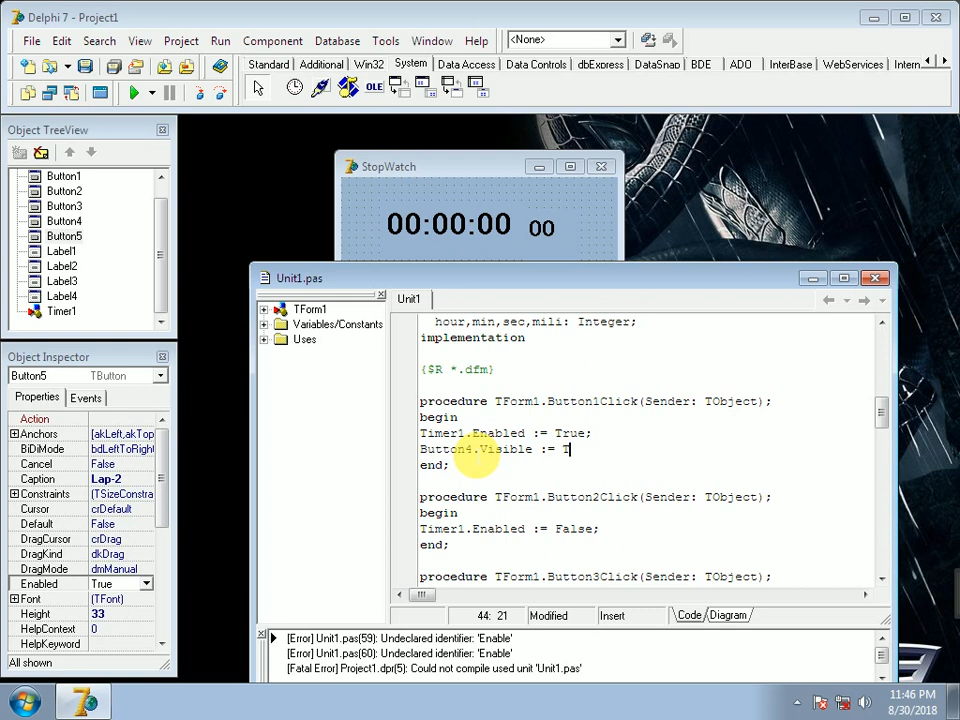 Delphi 7 - Project1
File Edit Search View Project Run Component Database Tools Window Help
<None>
Standard Additional Win32 System Data Access Data Controls dbExpress DataSnap BDE ADO InterBase WebServices Intern
OLE
Object TreeView
Button1
Button2
Button3
Button4
Button5
Label1
Label2
Label3
Label4
Timer1
StopWatch
00:00:00 00
Unit1.pas
TForm1
Variables/Constants
Uses
Unit1
hour,min,sec,mili: Integer;
implementation
{$R *.dfm}
procedure TForm1.Button1Click(Sender: TObject);
begin
Timer1.Enabled := True;
Button4.Visible := T
end;
procedure TForm1.Button2Click(Sender: TObject);
begin
Timer1.Enabled := False;
end;
procedure TForm1.Button3Click(Sender: TObject);
44: 21 Modified Insert Code Diagram
[Error] Unit1.pas(59): Undeclared identifier: 'Enable'
[Error] Unit1.pas(60): Undeclared identifier: 'Enable'
[Fatal Error] Project1.dpr(5): Could not compile used unit 'Unit1.pas'
Object Inspector
Button5 TButton
Properties Events
Action
Anchors [akLeft,akTop
BiDiMode bdLeftToRight
Cancel False
Caption Lap-2
Constraints (TSizeConstra
Cursor crDefault
Default False
DragCursor crDrag
DragKind dkDrag
DragMode dmManual
Enabled True
Font (TFont)
Height 33
HelpContext 0
HelpKeyword
All shown
11:46 PM
8/30/2018